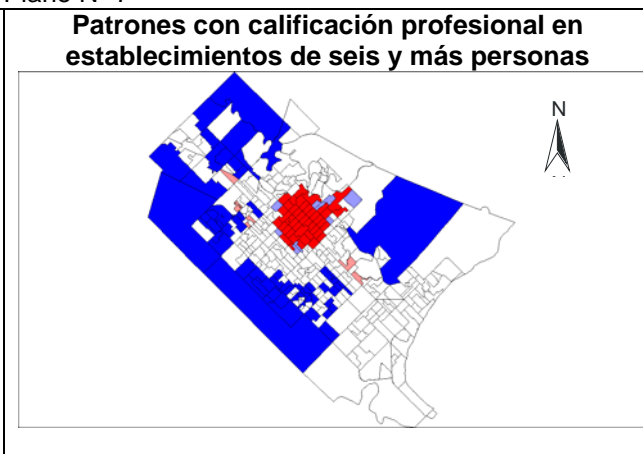 Patrones con calificación profesional en
establecimientos de seis y más personas
N